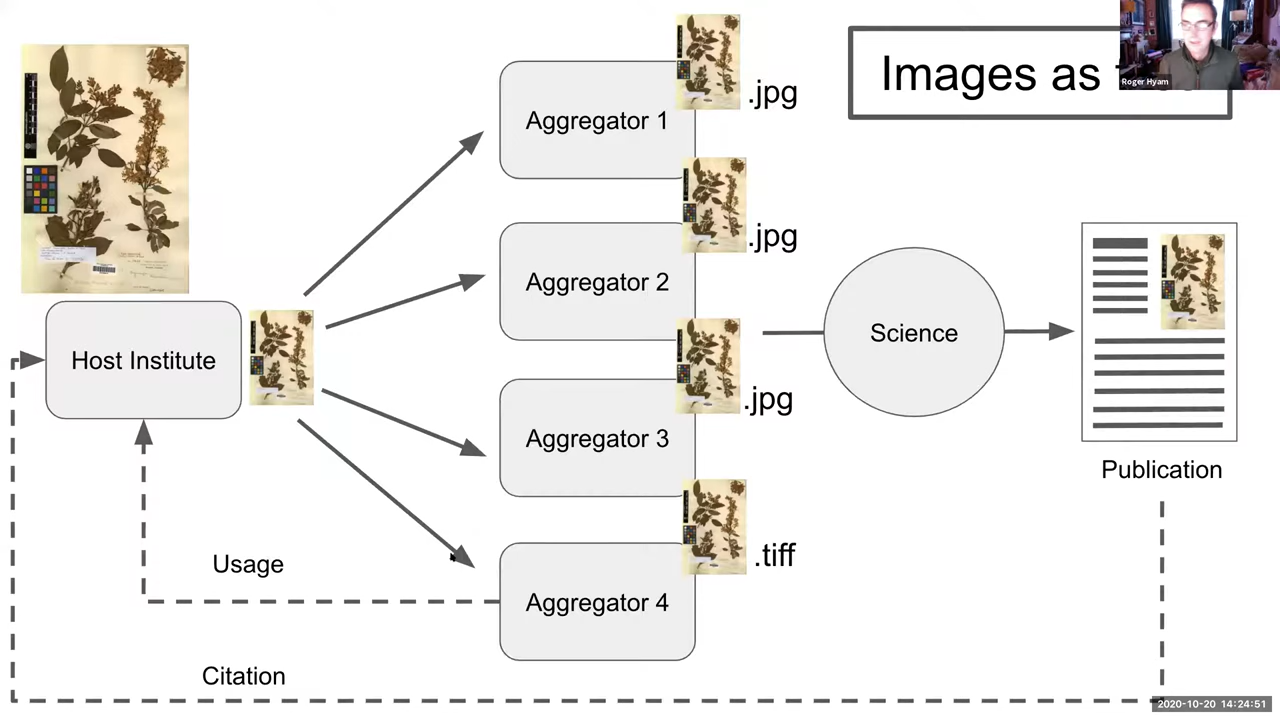 Images as
Roger Hyam
Aggregator 1
.jpg
Aggregator 2
.jpg
Aggregator 3
.jpg
Aggregator 4
.tiff
Host Institute
Science
Publication
Usage
Citation
2020-10-20 14:24:51